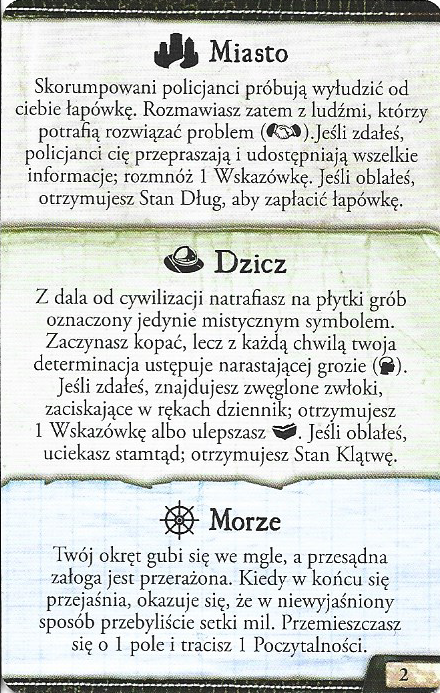 Miasto
Skorumpowani policjanci próbują wyłudzić od
ciebie łapówkę. Rozmawiasz zatem z ludźmi, którzy
potrafią rozwiązać problem ( ).Jeśli zdałeś,
policjanci cię przepraszają i udostępniają wszelkie
informacje; rozmnóż 1 Wskazówkę. Jeśli oblałeś,
otrzymujesz Stan Dług, aby zapłacić łapówkę.
Dzicz
Z dala od cywilizacji natrafiasz na płytki grób
oznaczony jedynie mistycznym symbolem.
Zaczynasz kopać, lecz z każdą chwilą twoja
determinacja ustępuje narastającej grozie ( ).
Jeśli zdałeś, znajdujesz zwęglone zwłoki,
zaciskające w rękach dziennik; otrzymujesz
1 Wskazówkę albo ulepszasz . Jeśli oblałeś,
uciekasz stamtąd; otrzymujesz Stan Klątwę.
Morze
Twój okręt gubi się we mgle, a przesądna
załoga jest przerażona. Kiedy w końcu się
przejaśnia, okazuje się, że w niewyjaśniony
sposób przebyliście setki mil. Przemieszczasz
się o 1 pole i tracisz 1 Poczytalności.
2